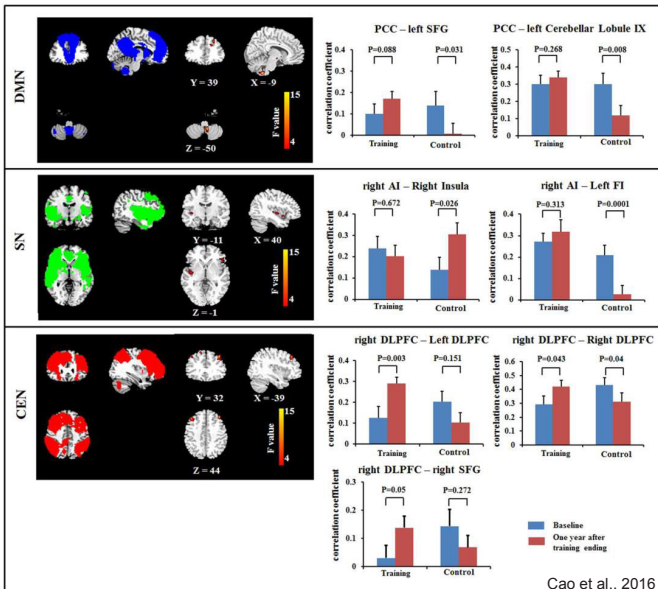 DMN
Y = 39
X = -9
Z = -50
15
F value
4
PCC – left SFG
correlation coefficient
0.4
0.3
0.2
0.1
0
P=0.088
P=0.031
Training
Control
PCC – left Cerebellar Lobule IX
correlation coefficient
0.4
0.3
0.2
0.1
0
P=0.268
P=0.008
Training
Control
SN
Y = -11
X = 40
Z = -1
15
F value
4
right AI – Right Insula
correlation coefficient
0.4
0.3
0.2
0.1
0
P=0.672
P=0.026
Training
Control
right AI – Left FI
correlation coefficient
0.4
0.3
0.2
0.1
0
P=0.313
P=0.0001
Training
Control
CEN
Y = 32
X = -39
Z = 44
15
F value
4
right DLPFC – Left DLPFC
correlation coefficient
0.4
0.3
0.2
0.1
0
P=0.003
P=0.151
Training
Control
right DLPFC – Right DLPFC
correlation coefficient
0.5
0.4
0.3
0.2
0.1
0
P=0.043
P=0.04
Training
Control
right DLPFC – right SFG
correlation coefficient
0.3
0.2
0.1
0
P=0.05
P=0.272
Training
Control
Baseline
One year after
training ending
Cao et al., 2016